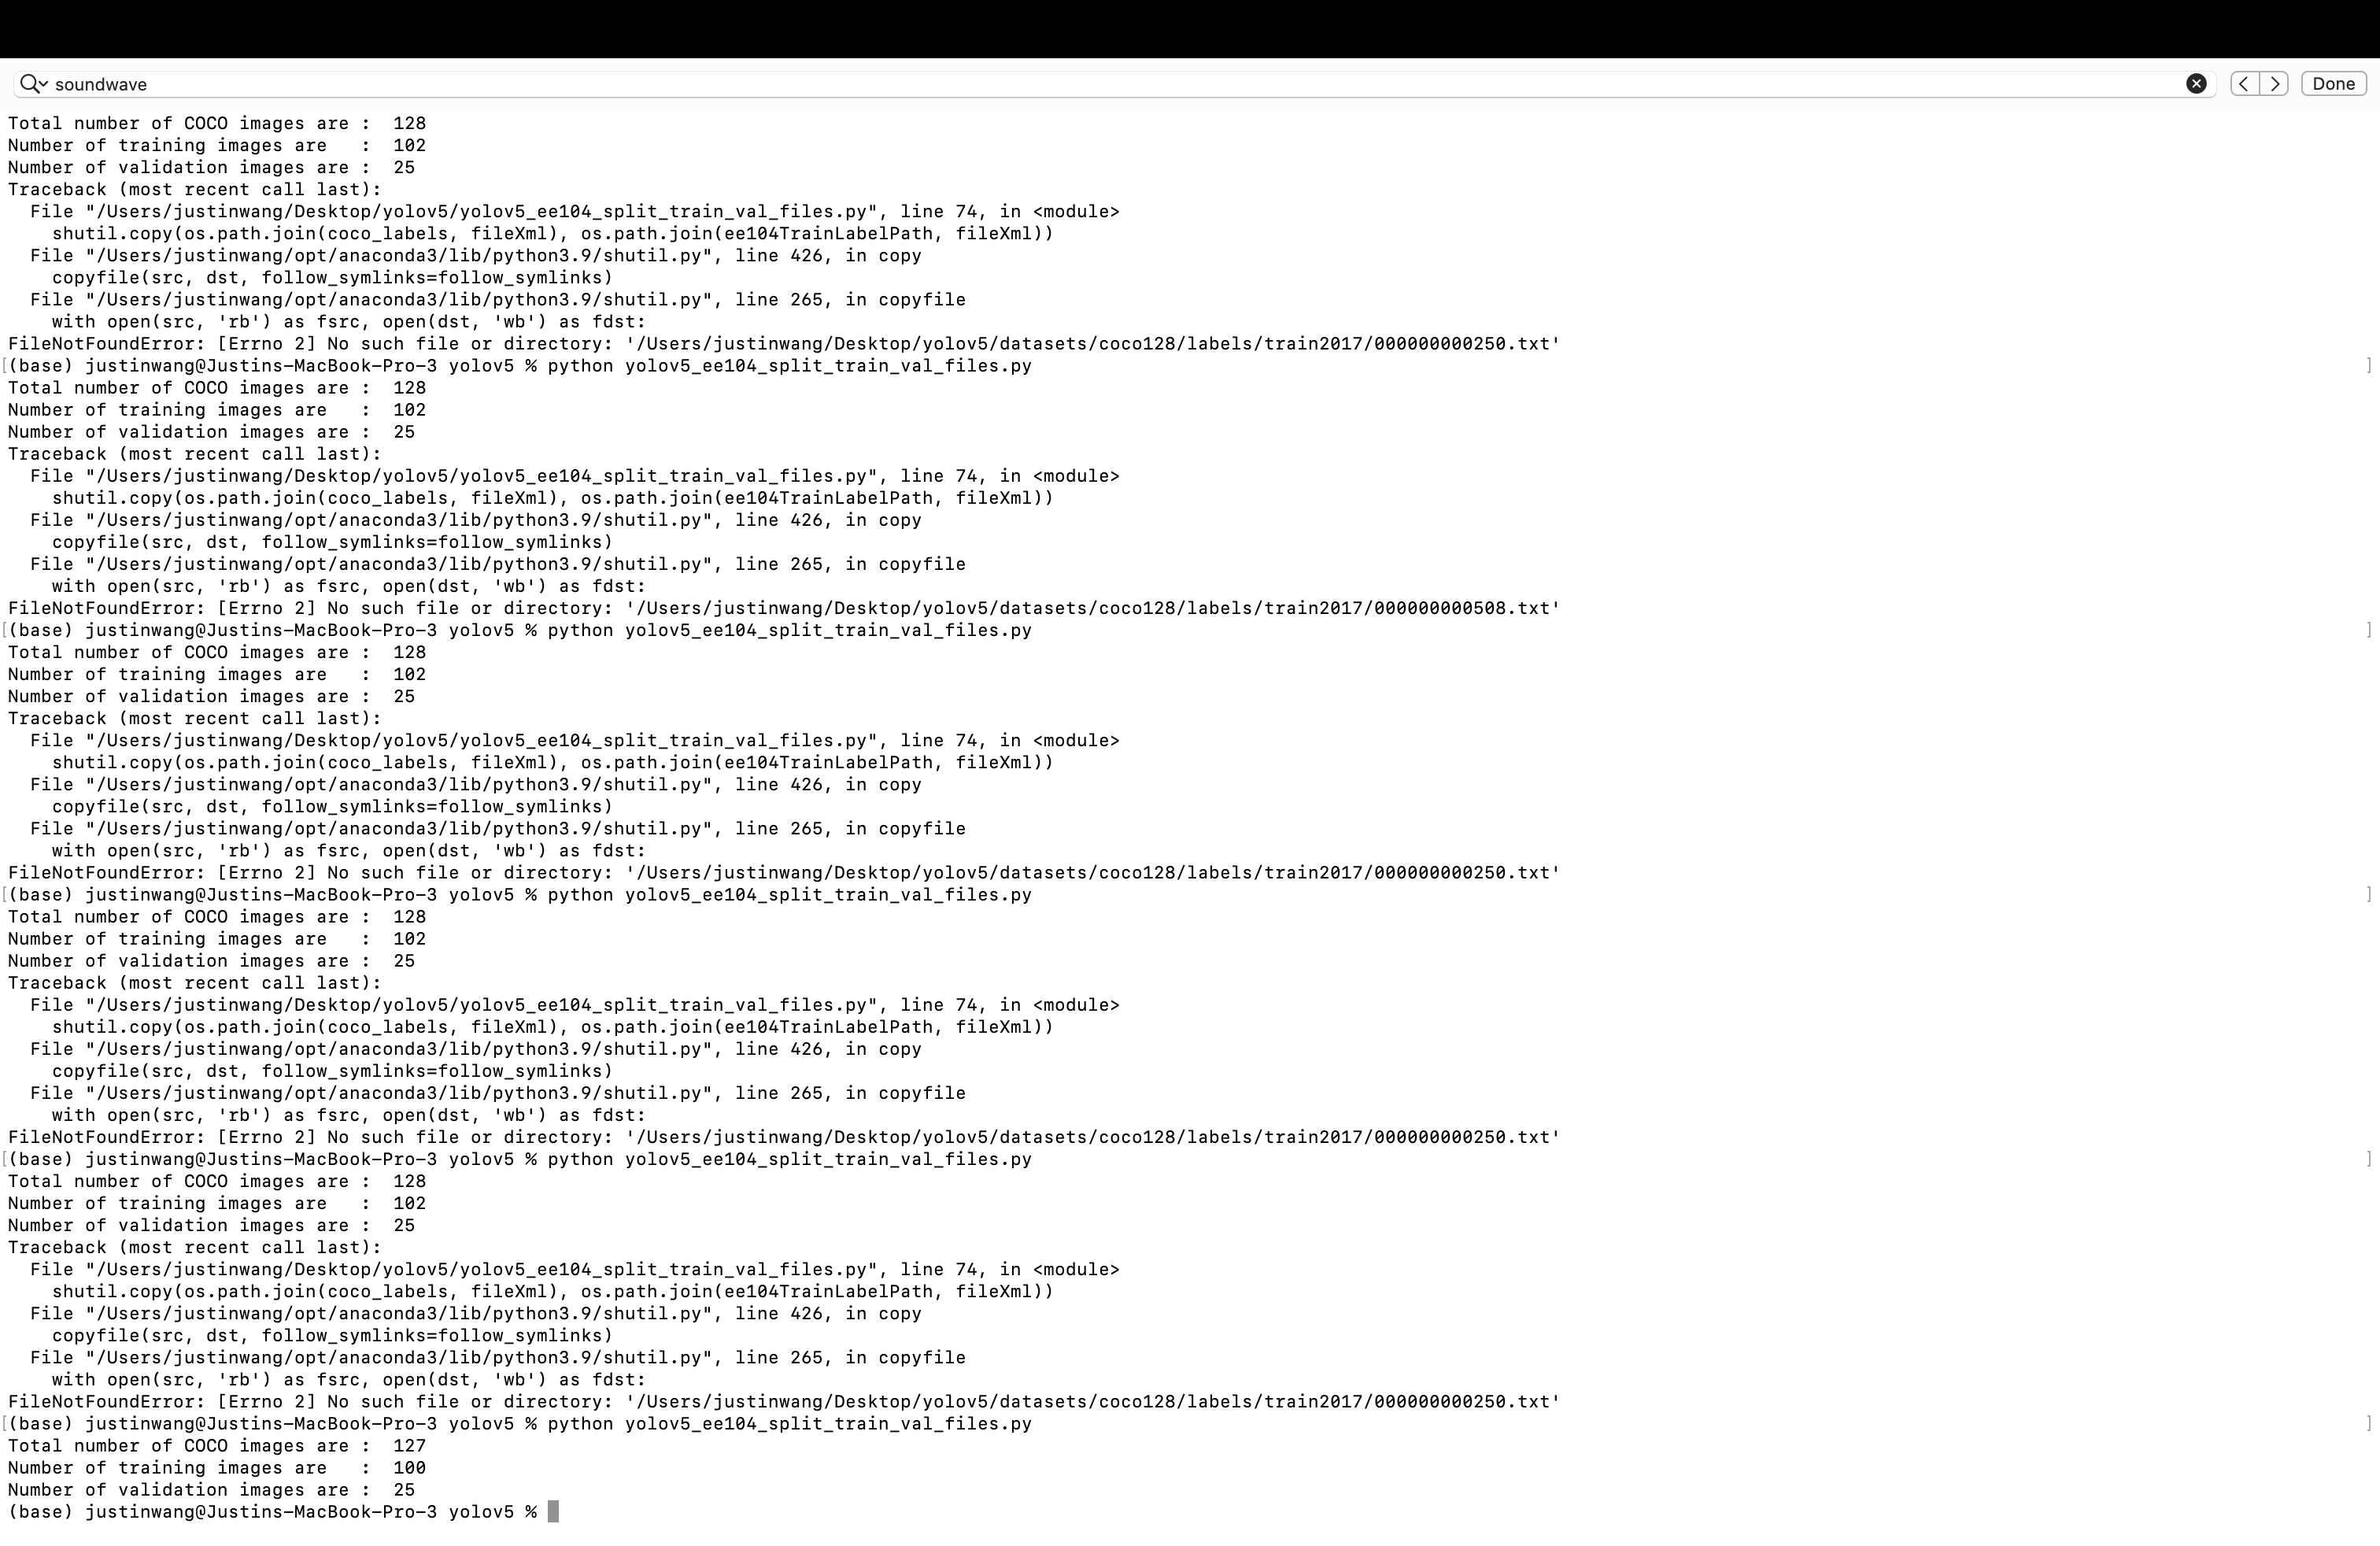 soundwave
Done
Total number of COCO images are :  128
Number of training images are   :  102
Number of validation images are :  25
Traceback (most recent call last):
  File "/Users/justinwang/Desktop/yolov5/yolov5_ee104_split_train_val_files.py", line 74, in <module>
    shutil.copy(os.path.join(coco_labels, fileXml), os.path.join(ee104TrainLabelPath, fileXml))
  File "/Users/justinwang/opt/anaconda3/lib/python3.9/shutil.py", line 426, in copy
    copyfile(src, dst, follow_symlinks=follow_symlinks)
  File "/Users/justinwang/opt/anaconda3/lib/python3.9/shutil.py", line 265, in copyfile
    with open(src, 'rb') as fsrc, open(dst, 'wb') as fdst:
FileNotFoundError: [Errno 2] No such file or directory: '/Users/justinwang/Desktop/yolov5/datasets/coco128/labels/train2017/000000000250.txt'
[(base) justinwang@Justins-MacBook-Pro-3 yolov5 % python yolov5_ee104_split_train_val_files.py ]
Total number of COCO images are :  128
Number of training images are   :  102
Number of validation images are :  25
Traceback (most recent call last):
  File "/Users/justinwang/Desktop/yolov5/yolov5_ee104_split_train_val_files.py", line 74, in <module>
    shutil.copy(os.path.join(coco_labels, fileXml), os.path.join(ee104TrainLabelPath, fileXml))
  File "/Users/justinwang/opt/anaconda3/lib/python3.9/shutil.py", line 426, in copy
    copyfile(src, dst, follow_symlinks=follow_symlinks)
  File "/Users/justinwang/opt/anaconda3/lib/python3.9/shutil.py", line 265, in copyfile
    with open(src, 'rb') as fsrc, open(dst, 'wb') as fdst:
FileNotFoundError: [Errno 2] No such file or directory: '/Users/justinwang/Desktop/yolov5/datasets/coco128/labels/train2017/000000000508.txt'
[(base) justinwang@Justins-MacBook-Pro-3 yolov5 % python yolov5_ee104_split_train_val_files.py ]
Total number of COCO images are :  128
Number of training images are   :  102
Number of validation images are :  25
Traceback (most recent call last):
  File "/Users/justinwang/Desktop/yolov5/yolov5_ee104_split_train_val_files.py", line 74, in <module>
    shutil.copy(os.path.join(coco_labels, fileXml), os.path.join(ee104TrainLabelPath, fileXml))
  File "/Users/justinwang/opt/anaconda3/lib/python3.9/shutil.py", line 426, in copy
    copyfile(src, dst, follow_symlinks=follow_symlinks)
  File "/Users/justinwang/opt/anaconda3/lib/python3.9/shutil.py", line 265, in copyfile
    with open(src, 'rb') as fsrc, open(dst, 'wb') as fdst:
FileNotFoundError: [Errno 2] No such file or directory: '/Users/justinwang/Desktop/yolov5/datasets/coco128/labels/train2017/000000000250.txt'
[(base) justinwang@Justins-MacBook-Pro-3 yolov5 % python yolov5_ee104_split_train_val_files.py ]
Total number of COCO images are :  128
Number of training images are   :  102
Number of validation images are :  25
Traceback (most recent call last):
  File "/Users/justinwang/Desktop/yolov5/yolov5_ee104_split_train_val_files.py", line 74, in <module>
    shutil.copy(os.path.join(coco_labels, fileXml), os.path.join(ee104TrainLabelPath, fileXml))
  File "/Users/justinwang/opt/anaconda3/lib/python3.9/shutil.py", line 426, in copy
    copyfile(src, dst, follow_symlinks=follow_symlinks)
  File "/Users/justinwang/opt/anaconda3/lib/python3.9/shutil.py", line 265, in copyfile
    with open(src, 'rb') as fsrc, open(dst, 'wb') as fdst:
FileNotFoundError: [Errno 2] No such file or directory: '/Users/justinwang/Desktop/yolov5/datasets/coco128/labels/train2017/000000000250.txt'
[(base) justinwang@Justins-MacBook-Pro-3 yolov5 % python yolov5_ee104_split_train_val_files.py ]
Total number of COCO images are :  128
Number of training images are   :  102
Number of validation images are :  25
Traceback (most recent call last):
  File "/Users/justinwang/Desktop/yolov5/yolov5_ee104_split_train_val_files.py", line 74, in <module>
    shutil.copy(os.path.join(coco_labels, fileXml), os.path.join(ee104TrainLabelPath, fileXml))
  File "/Users/justinwang/opt/anaconda3/lib/python3.9/shutil.py", line 426, in copy
    copyfile(src, dst, follow_symlinks=follow_symlinks)
  File "/Users/justinwang/opt/anaconda3/lib/python3.9/shutil.py", line 265, in copyfile
    with open(src, 'rb') as fsrc, open(dst, 'wb') as fdst:
FileNotFoundError: [Errno 2] No such file or directory: '/Users/justinwang/Desktop/yolov5/datasets/coco128/labels/train2017/000000000250.txt'
[(base) justinwang@Justins-MacBook-Pro-3 yolov5 % python yolov5_ee104_split_train_val_files.py ]
Total number of COCO images are :  127
Number of training images are   :  100
Number of validation images are :  25
(base) justinwang@Justins-MacBook-Pro-3 yolov5 %